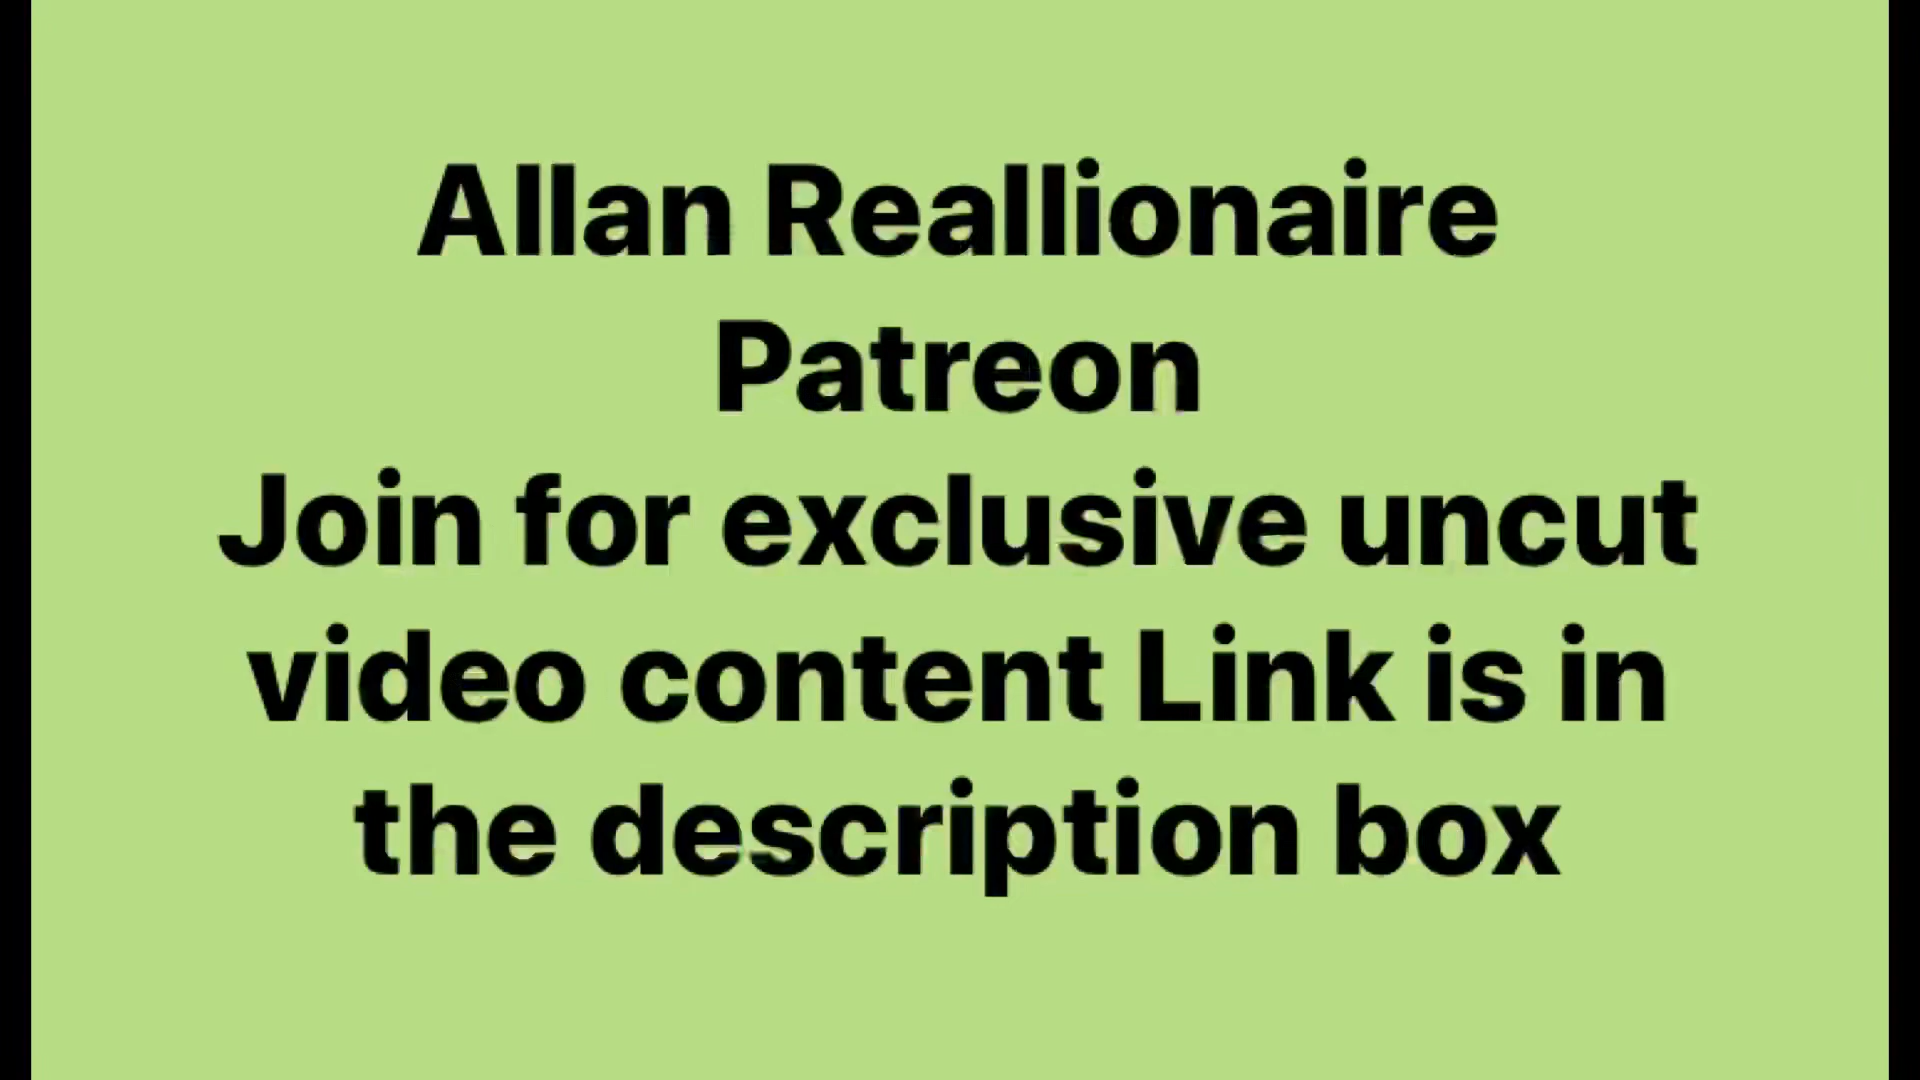 Allan Reallionaire
Patreon
Join for exclusive uncut
video content Link is in
the description box